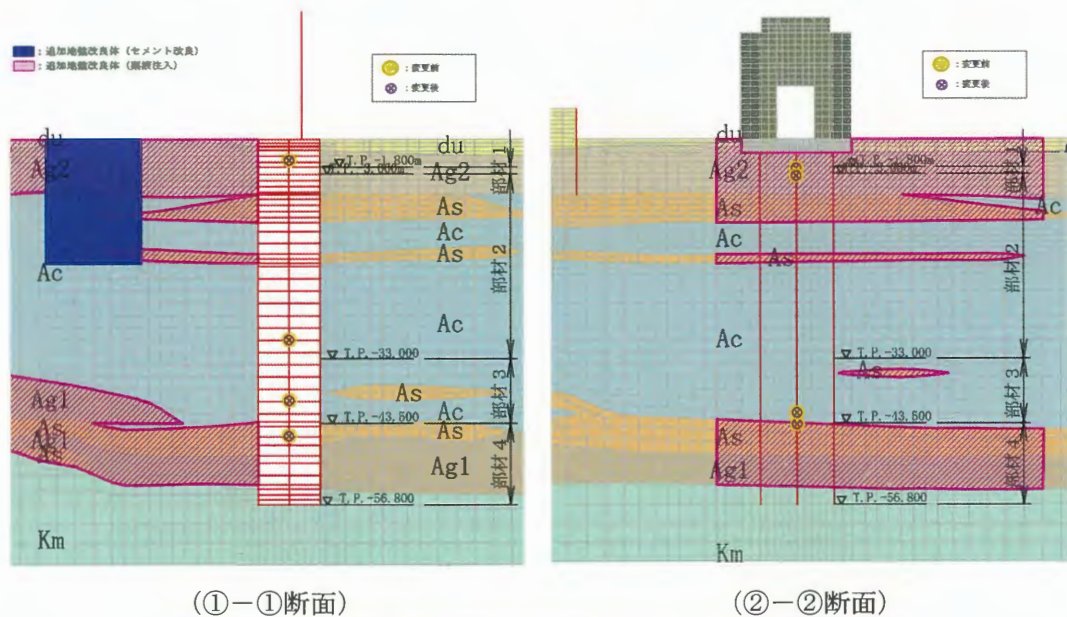 ：追加地盤改良体（セメント改良）
：追加地盤改良体（薬液注入）
：変更前
：変更後
du
Ag2
Ac
Ag1
As
Ag1
Km
du
Ag2
As
Ac
As
Ac
As
Ac
As
Ag1
T.P.-1.800m
T.P.-3.000m
T.P.-33.000
T.P.-43.500
T.P.-56.800
部材1
部材2
部材3
部材4
(①-①断面)
：変更前
：変更後
du
Ag2
As
Ac
As
Ac
Ac
As
As
Ag1
Km
T.P.-33.000
T.P.-43.500
T.P.-56.800
部材1
部材2
部材3
部材4
(②-②断面)